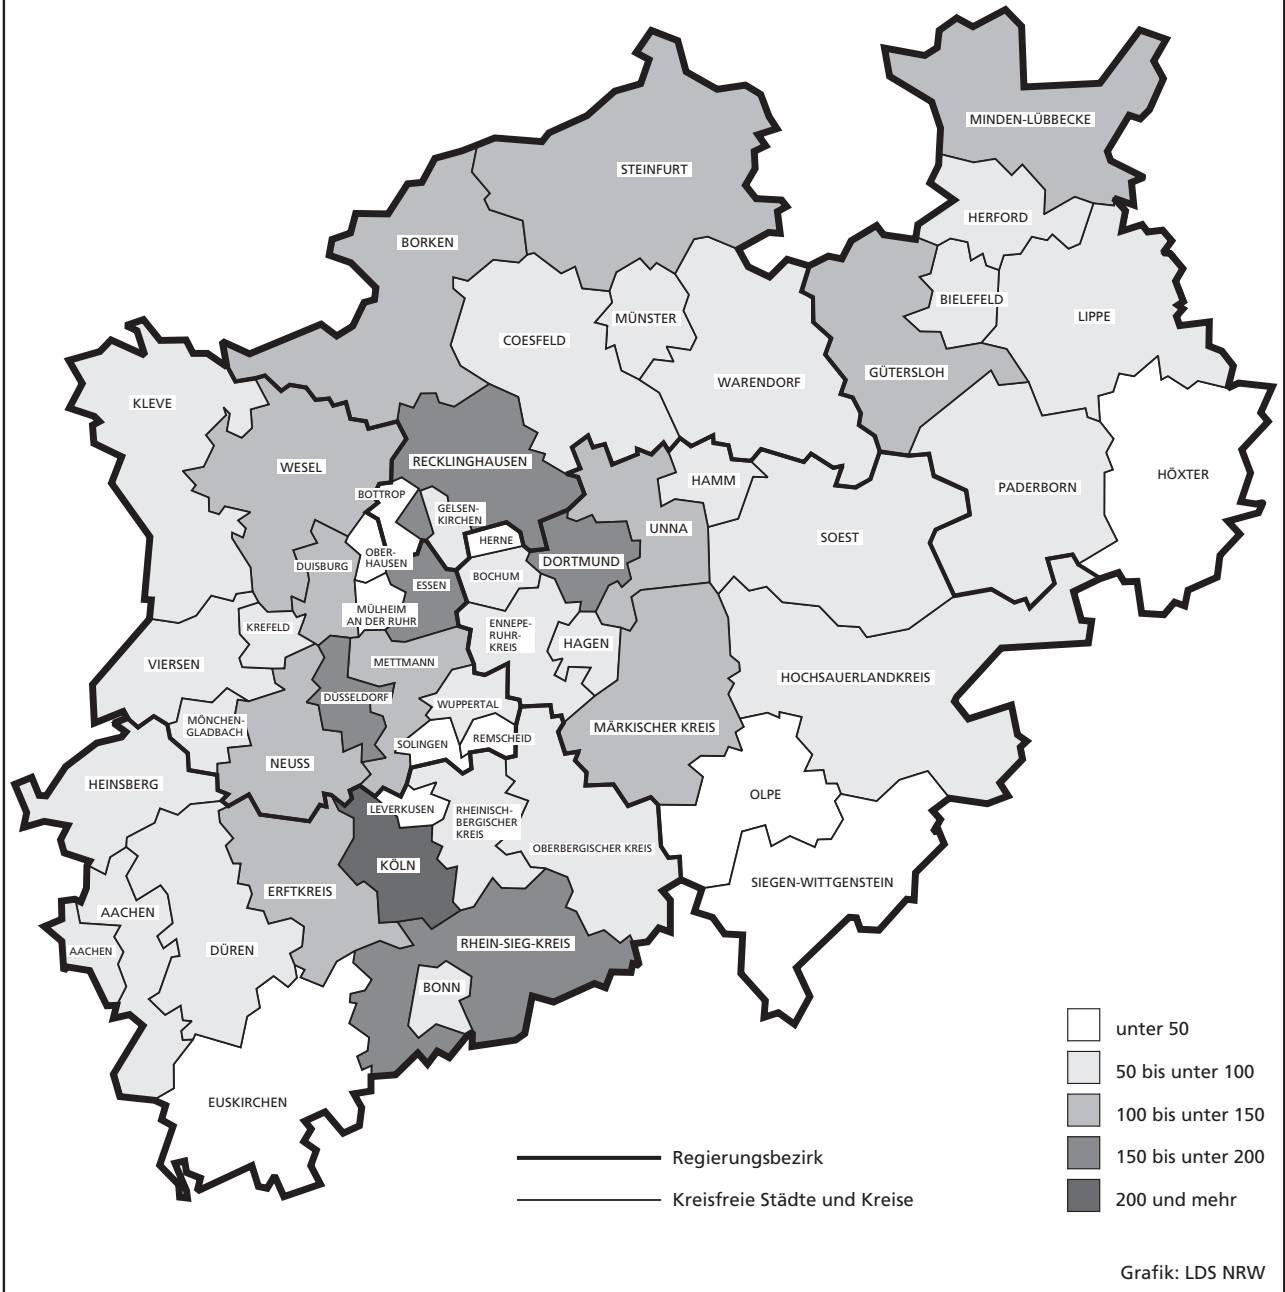 MINDEN-LÜBBECKE
STEINFURT
HERFORD
BORKEN
BIELEFELD
LIPPE
MÜNSTER
COESFELD
GÜTERSLOH
WARENDORF
KLEVE
RECKLINGHAUSEN
WESEL
HÖXTER
HAMM
PADERBORN
BOTTROP
GELSEN-
KIRCHEN
UNNA
SOEST
HERNE
OBER-
HAUSEN
DORTMUND
DUISBURG
BOCHUM
ESSEN
MÜLHEIM
AN DER RUHR
KREFELD
ENNEPE-
RUHR-
KREIS
HAGEN
VIERSEN
METTMANN
HOCHSAUERLANDKREIS
DÜSSELDORF
WUPPERTAL
MÖNCHEN-
GLADBACH
MÄRKISCHER KREIS
SOLINGEN
REMSCHEID
NEUSS
HEINSBERG
OLPE
LEVERKUSEN
RHEINISCH-
BERGISCHER
KREIS
OBERBERGISCHER KREIS
KÖLN
SIEGEN-WITTGENSTEIN
ERFTKREIS
AACHEN
RHEIN-SIEG-KREIS
AACHEN
DÜREN
BONN
EUSKIRCHEN
unter 50
50 bis unter 100
100 bis unter 150
150 bis unter 200
200 und mehr
Regierungsbezirk
Kreisfreie Städte und Kreise
Grafik: LDS NRW